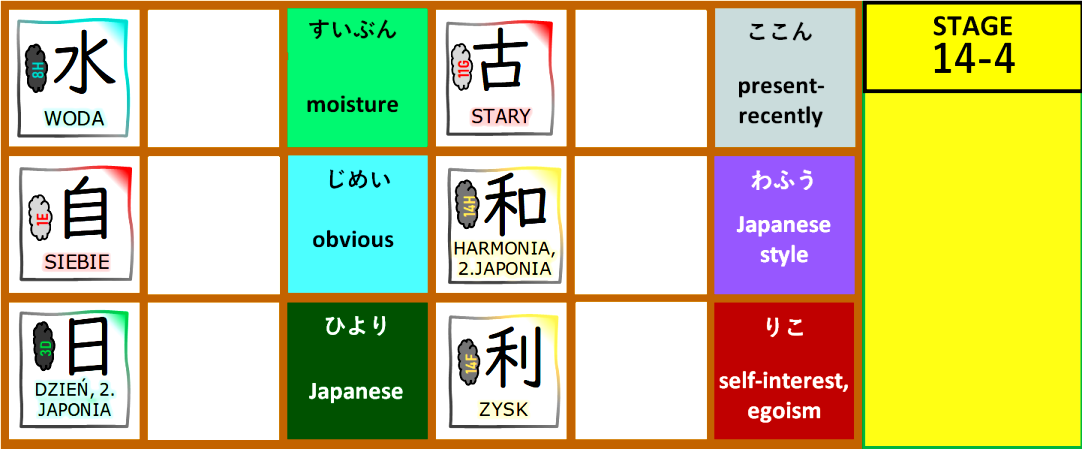 8H
水
WODA
すいぶん
moisture
11G
古
STARY
ここん
present-
recently
STAGE
14-4
1E
自
SIEBIE
じめい
obvious
14H
和
HARMONIA,
2.JAPONIA
わふう
Japanese
style
3D
日
DZIEŃ, 2.
JAPONIA
ひより
Japanese
14F
利
ZYSK
りこ
self-interest,
egoism